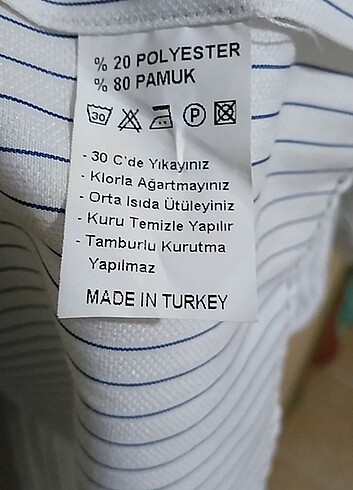 % 20 POLYESTER
% 80 PAMUK
30 P
- 30 C'de Yıkayınız
- Klorla Ağartmayınız
- Orta Isıda Ütüleyiniz
- Kuru Temizle Yapılır
- Tamburlu Kurutma
Yapılmaz
MADE IN TURKEY